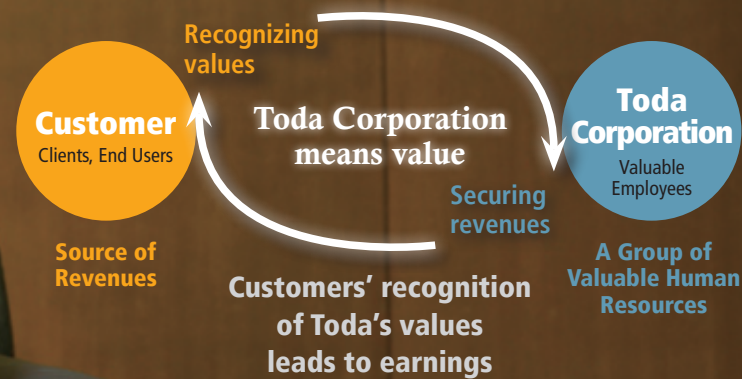 Recognizing
values
Customer
Clients, End Users
Source of
Revenues
Toda Corporation
means value
Toda
Corporation
Valuable
Employees
A Group of
Valuable Human
Resources
Securing
revenues
Customers’ recognition
of Toda’s values
leads to earnings